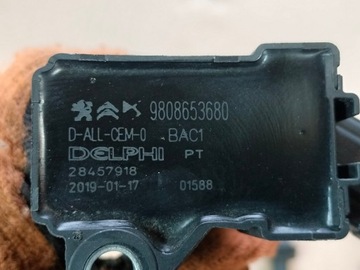 9808653680
D-ALL-CEM-0 BAC1
DELPHI PT
28457918
2019-01-17 01588